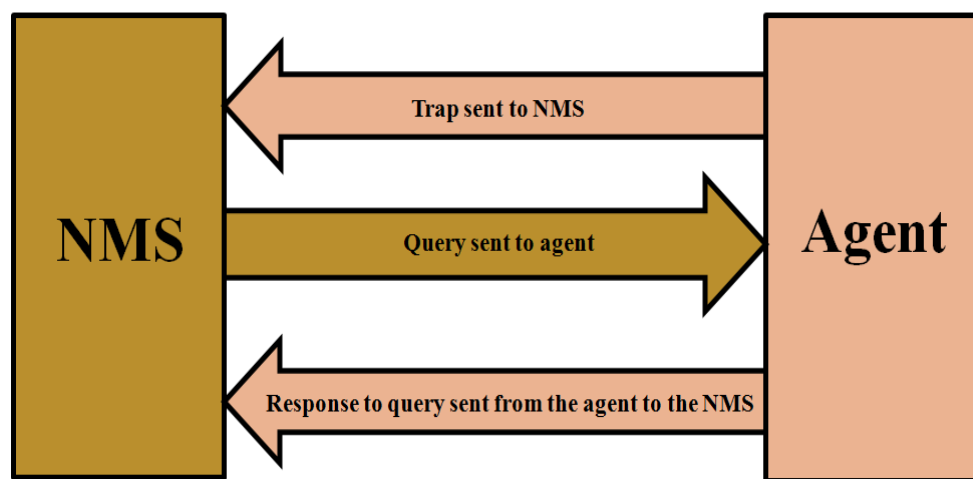 Trap sent to NMS
NMS
Query sent to agent
Agent
Response to query sent from the agent to the NMS